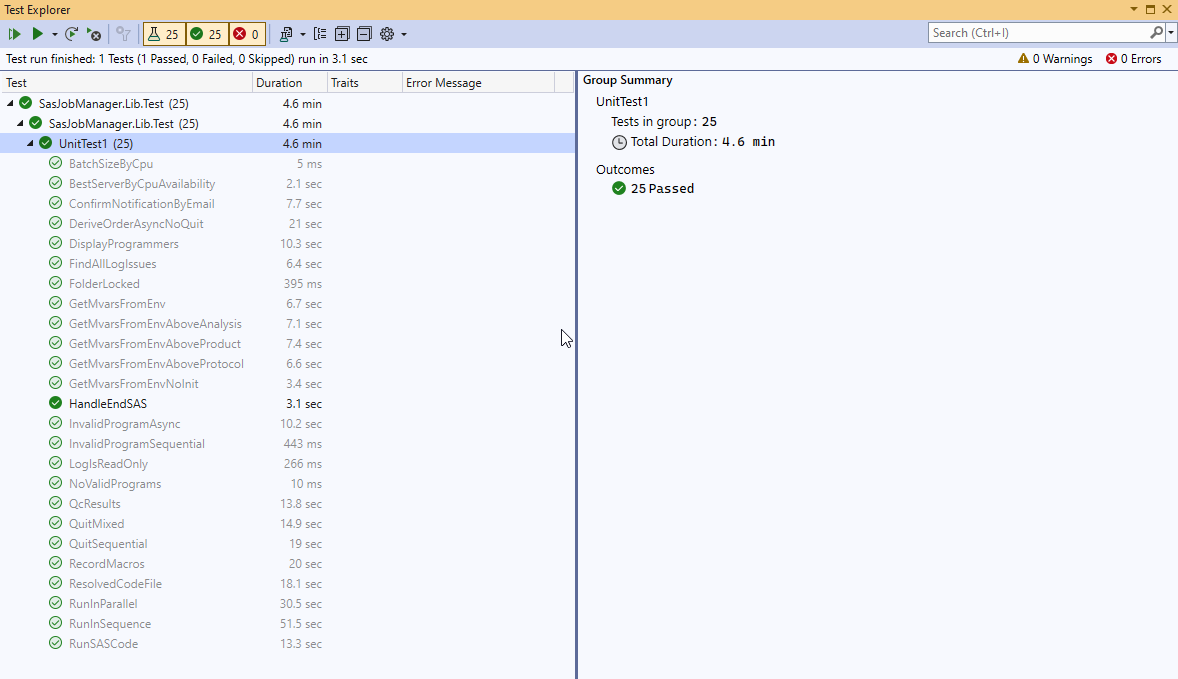 Test Explorer
25 25 0 Search (Ctrl+I)
Test run finished: 1 Tests (1 Passed, 0 Failed, 0 Skipped) run in 3.1 sec 0 Warnings 0 Errors
Test Duration Traits Error Message
SasJobManager.Lib.Test (25) 4.6 min
SasJobManager.Lib.Test (25) 4.6 min
UnitTest1 (25) 4.6 min
BatchSizeByCpu 5 ms
BestServerByCpuAvailability 2.1 sec
ConfirmNotificationByEmail 7.7 sec
DeriveOrderAsyncNoQuit 21 sec
DisplayProgrammers 10.3 sec
FindAllLogIssues 6.4 sec
FolderLocked 395 ms
GetMvarsFromEnv 6.7 sec
GetMvarsFromEnvAboveAnalysis 7.1 sec
GetMvarsFromEnvAboveProduct 7.4 sec
GetMvarsFromEnvAboveProtocol 6.6 sec
GetMvarsFromEnvNoInit 3.4 sec
HandleEndSAS 3.1 sec
InvalidProgramAsync 10.2 sec
InvalidProgramSequential 443 ms
LogIsReadOnly 266 ms
NoValidPrograms 10 ms
QcResults 13.8 sec
QuitMixed 14.9 sec
QuitSequential 19 sec
RecordMacros 20 sec
ResolvedCodeFile 18.1 sec
RunInParallel 30.5 sec
RunInSequence 51.5 sec
RunSASCode 13.3 sec
Group Summary
UnitTest1
Tests in group: 25
Total Duration: 4.6 min
Outcomes
25 Passed